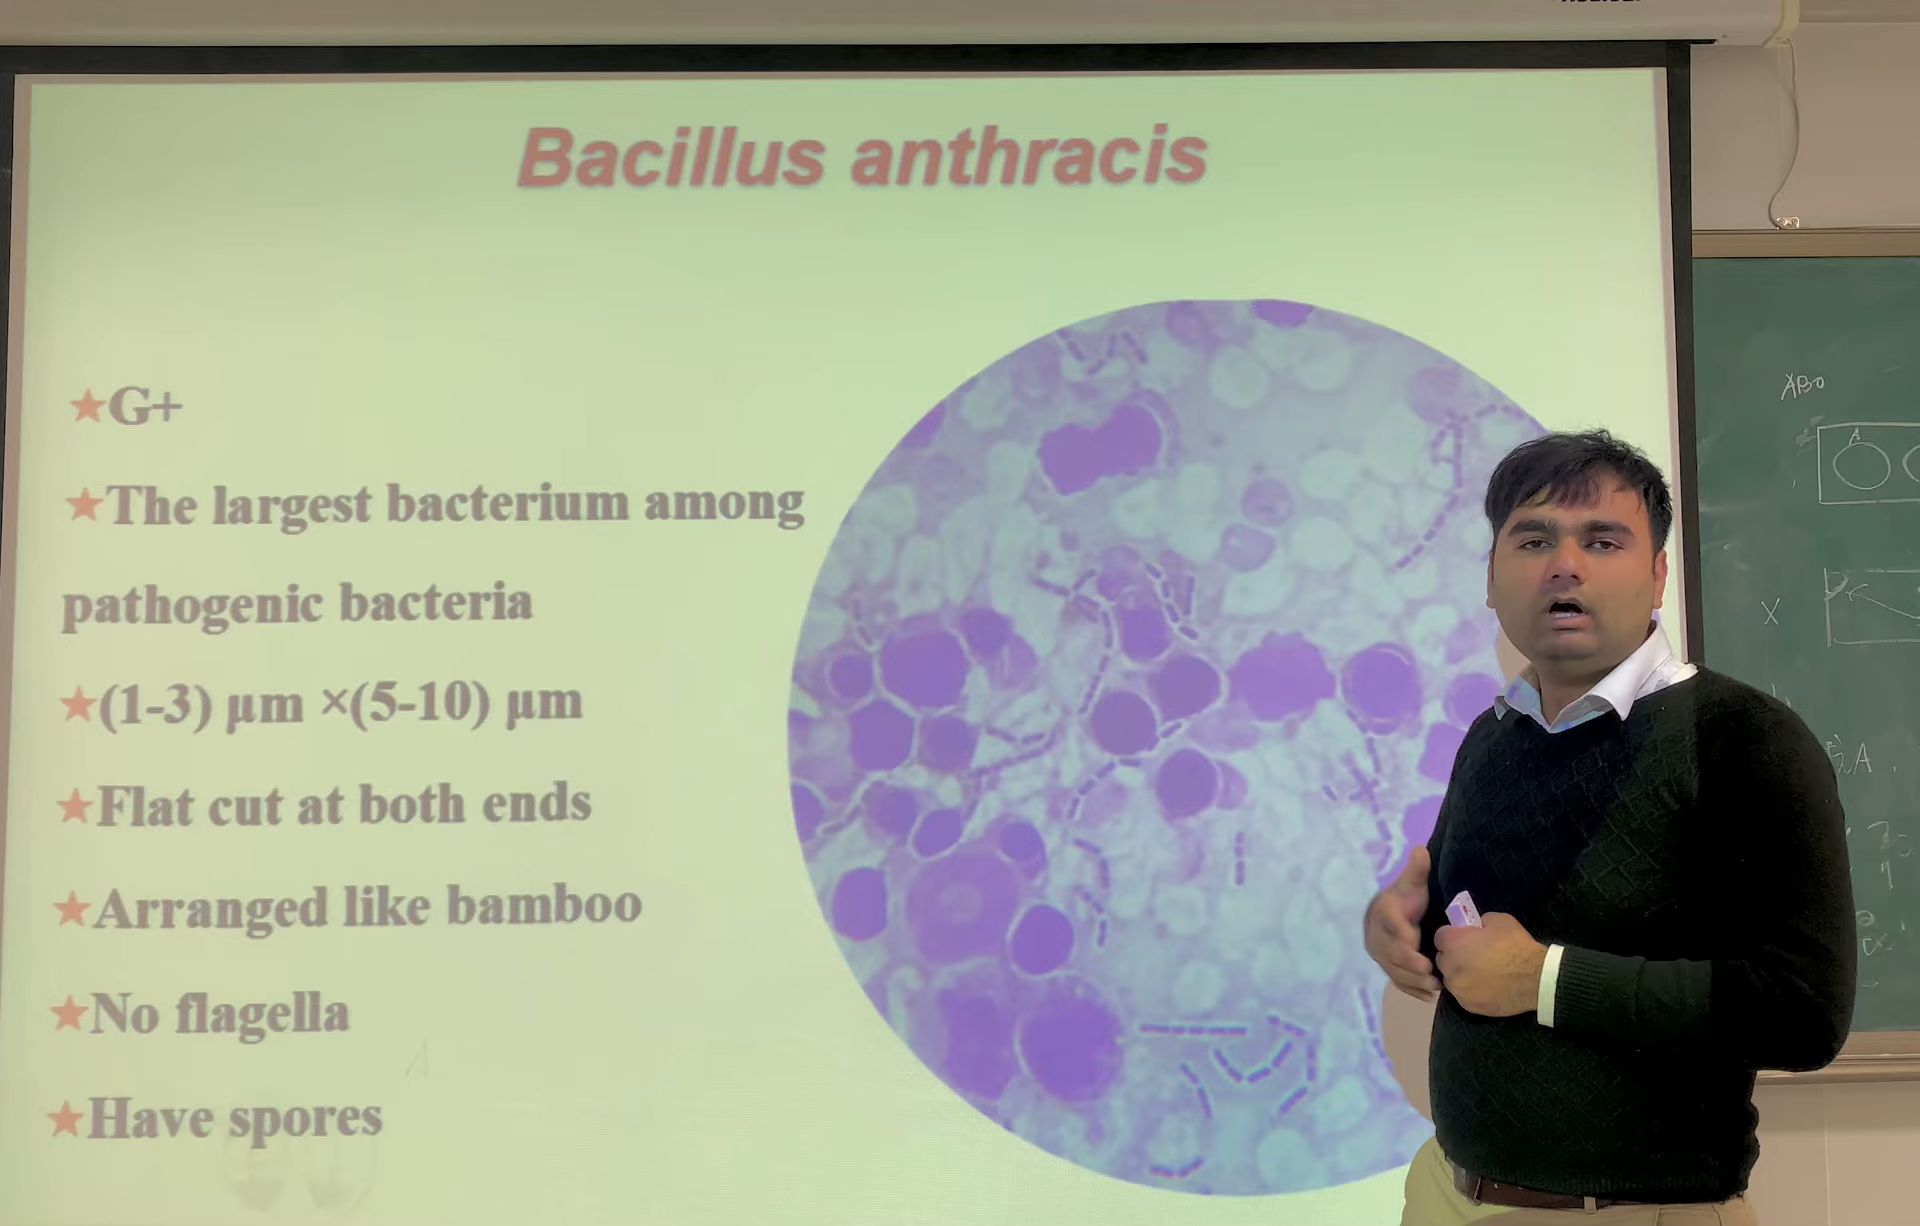 Bacillus anthracis
★G+
★The largest bacterium among
pathogenic bacteria
★(1-3) μm ×(5-10) μm
★Flat cut at both ends
★Arranged like bamboo
★No flagella
★Have spores
ABO
A
X
A